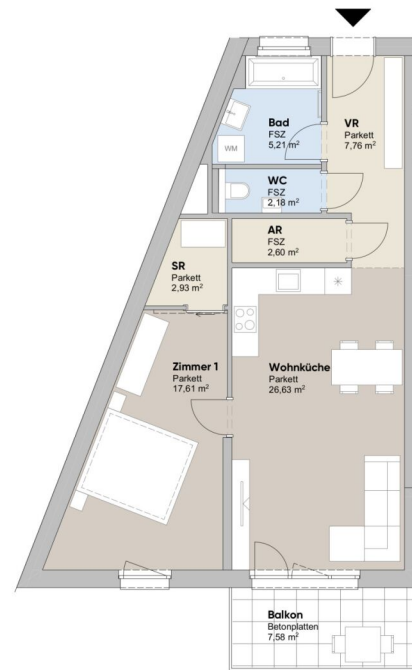 Bad
FSZ
5,21 m²
VR
Parkett
7,76 m²
WM
WC
FSZ
2,18 m²
AR
FSZ
2,60 m²
SR
Parkett
2,93 m²
Zimmer 1
Parkett
17,61 m²
Wohnküche
Parkett
26,63 m²
Balkon
Betonplatten
7,58 m²